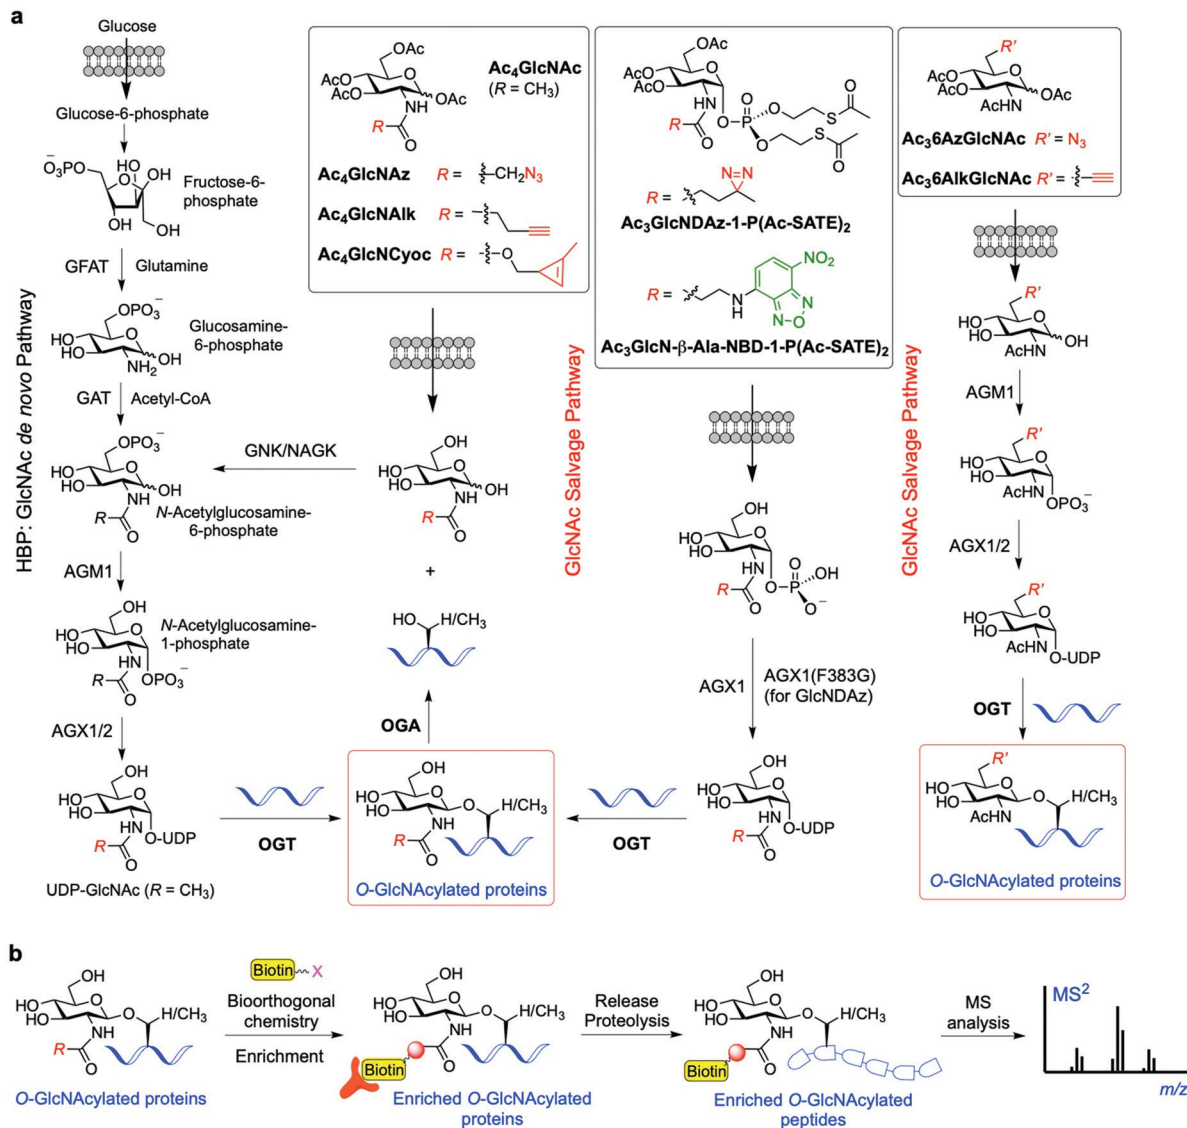 a
Glucose
Glucose-6-phosphate
⁻O₃PO
HO
OH
OH
OH
OH
Fructose-6-
phosphate
GFAT
Glutamine
OPO₃⁻
HO
HO
OH
NH₂
Glucosamine-
6-phosphate
GAT
Acetyl-CoA
OPO₃⁻
HO
HO
OH
NH
R
O
N-Acetylglucosamine-
6-phosphate
AGM1
OH
HO
HO
HN
OPO₃⁻
R
O
N-Acetylglucosamine-
1-phosphate
AGX1/2
OH
HO
HO
HN
O-UDP
R
O
UDP-GlcNAc (R = CH₃)
HBP: GlcNAc de novo Pathway
OAc
AcO
AcO
OAc
NH
R
O
Ac₄GlcNAc
(R = CH₃)
Ac₄GlcNAz
R =
CH₂N₃
Ac₄GlcNAlk
R =
Ac₄GlcNCyoc
R =
O
GNK/NAGK
OH
HO
HO
OH
NH
R
O
+
HO
H/CH₃
OGA
OH
HO
HO
O
O
H/CH₃
NH
R
O
O-GlcNAcylated proteins
OGT
GlcNAc Salvage Pathway
OAc
AcO
AcO
HN
O
P
O
O
O
S
O
S
O
R
O
N=N
R =
Ac₃GlcNDAz-1-P(Ac-SATE)₂
NO₂
R =
N
H
N
O
N
Ac₃GlcN-β-Ala-NBD-1-P(Ac-SATE)₂
OH
HO
HO
HN
O
P
O
OH
O⁻
R
O
AGX1
AGX1(F383G)
(for GlcNDAz)
OH
HO
HO
HN
O-UDP
R
O
OGT
GlcNAc Salvage Pathway
R'
AcO
AcO
O
OAc
AcHN
Ac₃6AzGlcNAc R' = N₃
Ac₃6AlkGlcNAc R' =
R'
HO
HO
O
OH
AcHN
AGM1
R'
HO
HO
O
AcHN
OPO₃⁻
AGX1/2
R'
HO
HO
O
AcHN
O-UDP
OGT
R'
HO
HO
O
O
H/CH₃
AcHN
O-GlcNAcylated proteins
b
OH
HO
HO
O
O
H/CH₃
NH
R
O
O-GlcNAcylated proteins
Biotin
X
Bioorthogonal
chemistry
Enrichment
OH
HO
HO
O
O
H/CH₃
NH
O
Biotin
Enriched O-GlcNAcylated
proteins
Release
Proteolysis
OH
HO
HO
O
O
H/CH₃
NH
O
Biotin
Enriched O-GlcNAcylated
peptides
MS
analysis
MS²
m/z